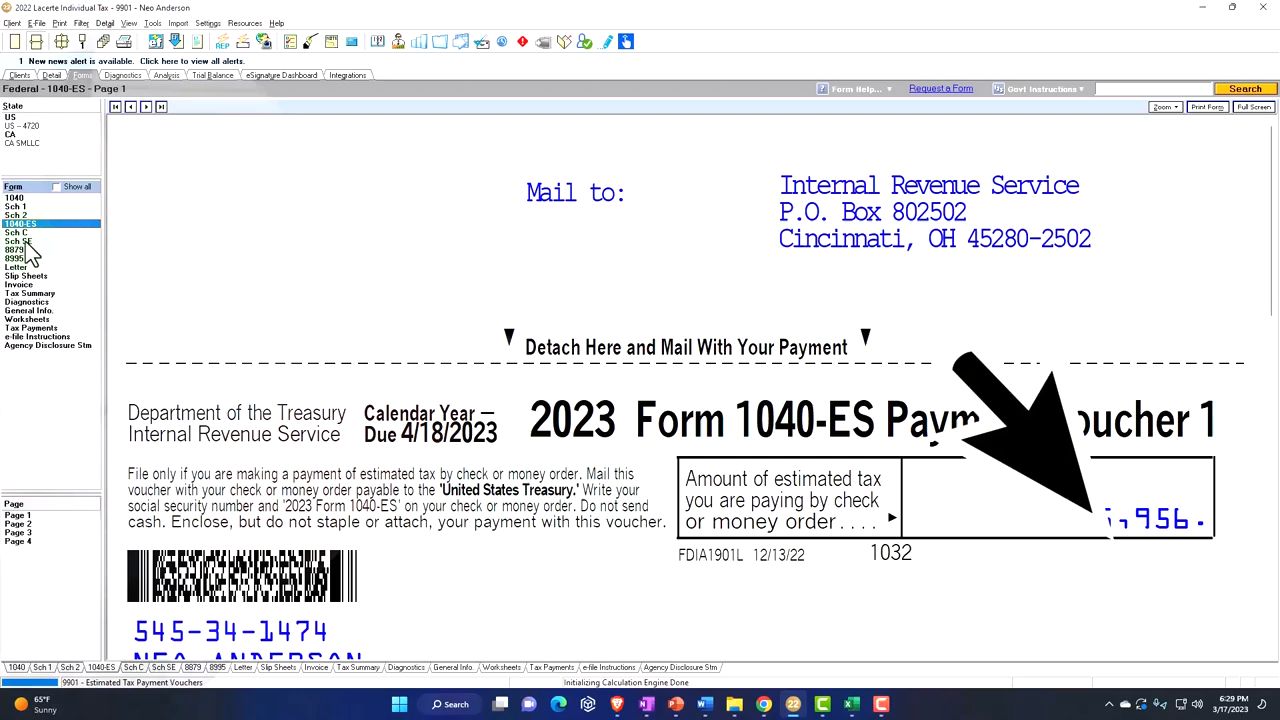 2022 Lacerte Individual Tax - 9901 - Neo Anderson
Client E-File Print Filter Detail View Tools Import Settings Resources Help
REP
1 New news alert is available. Click here to view all alerts.
Clients Detail Forms Diagnostics Analysis Trial Balance eSignature Dashboard Integrations
Federal - 1040-ES - Page 1
Form Help... Request a Form Govt Instructions Search
State
Zoom Print Form Full Screen
US
US – 4720
CA
CA SMLLC
Form Show all
1040
Sch 1
Sch 2
1040-ES
Sch C
Sch SE
8879
8995
Letter
Slip Sheets
Invoice
Tax Summary
Diagnostics
General Info.
Worksheets
Tax Payments
e-file Instructions
Agency Disclosure Stm
Page
Page 1
Page 2
Page 3
Page 4
Mail to:
Internal Revenue Service
P.O. Box 802502
Cincinnati, OH 45280-2502
Detach Here and Mail With Your Payment
Department of the Treasury
Internal Revenue Service
Calendar Year —
Due 4/18/2023
2023 Form 1040-ES Paym oucher 1
File only if you are making a payment of estimated tax by check or money order. Mail this
voucher with your check or money order payable to the 'United States Treasury.' Write your
social security number and '2023 Form 1040-ES' on your check or money order. Do not send
cash. Enclose, but do not staple or attach, your payment with this voucher.
Amount of estimated tax
you are paying by check
or money order . . . .
,956.
FDIA1901L 12/13/22 1032
545-34-1474
NEO ANDERSON
1040 Sch 1 Sch 2 1040-ES Sch C Sch SE 8879 8995 Letter Slip Sheets Invoice Tax Summary Diagnostics General Info. Worksheets Tax Payments e-file Instructions Agency Disclosure Stm
9901 - Estimated Tax Payment Vouchers
Initializing Calculation Engine Done
65°F
Sunny
Search
6:29 PM
3/17/2023